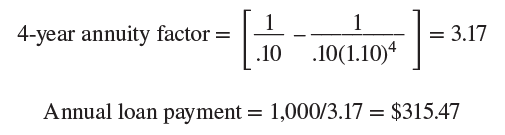 4-year annuity factor = [1/.10 − 1/.10(1.10)⁴] = 3.17
Annual loan payment = 1,000/3.17 = $315.47